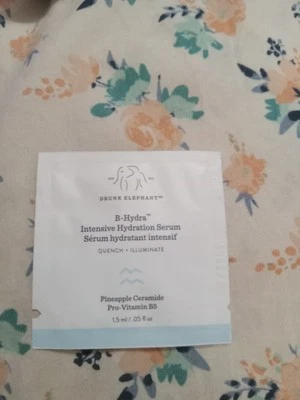 DRUNK ELEPHANT™
B-Hydra™
Intensive Hydration Serum
Sérum hydratant intensif
QUENCH + ILLUMINATE
Pineapple Ceramide
Pro-Vitamin B5
1.5 ml / .05 fl oz